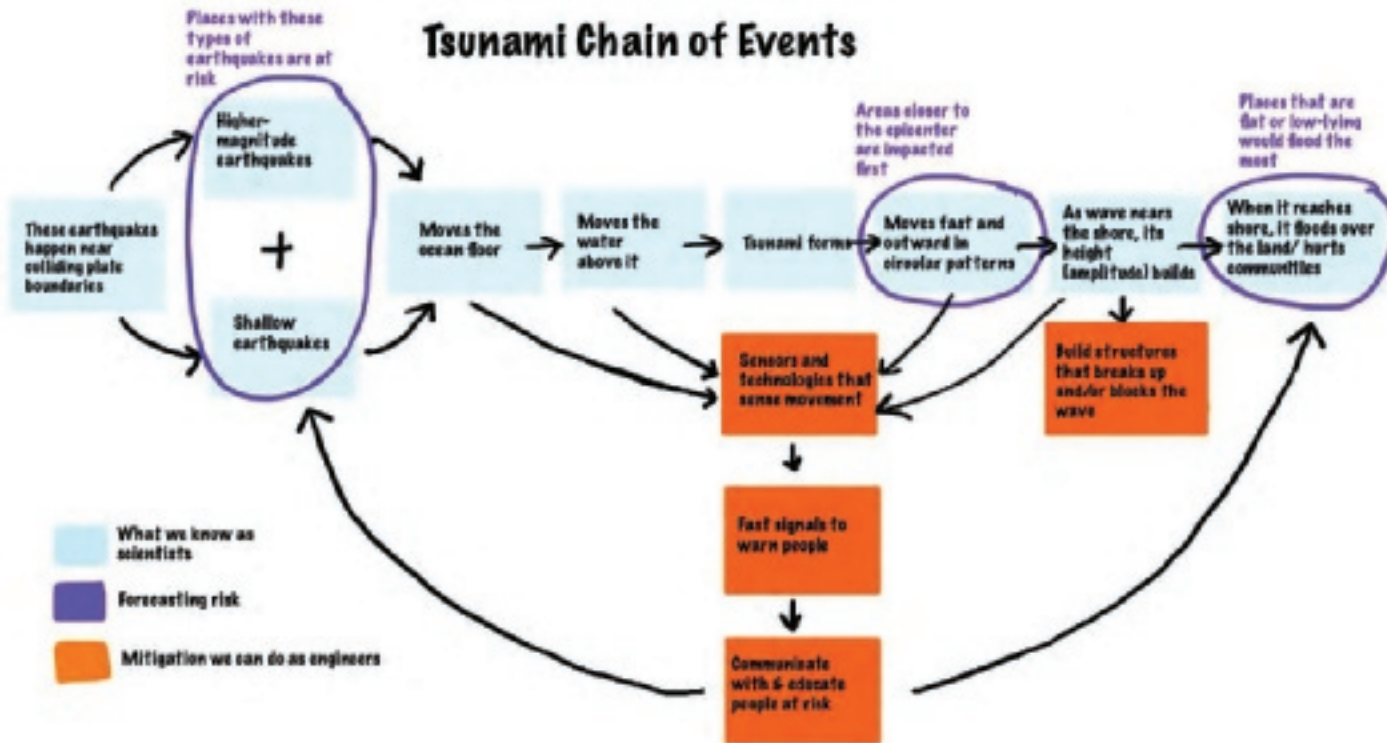 Tsunami Chain of Events
Places with these
types of
earthquakes are at
risk
Higher-
magnitude
earthquakes
+
Shallow
earthquakes
These earthquakes
happen near
colliding plate
boundaries
Moves the
ocean floor
Moves the
water
above it
Tsunami forms
Areas closer to
the epicenter
are impacted
first
Moves fast and
outward in
circular patterns
As wave nears
the shore, its
height
(amplitude) builds
Places that are
flat or low-lying
would flood the
most
When it reaches
shore, it floods over
the land/ hurts
communities
Sensors and
technologies that
sense movement
Build structures
that breaks up
and/or blocks the
wave
Fast signals to
warn people
Communicate
with & educate
people at risk
What we know as
scientists
Forecasting risk
Mitigation we can do as engineers